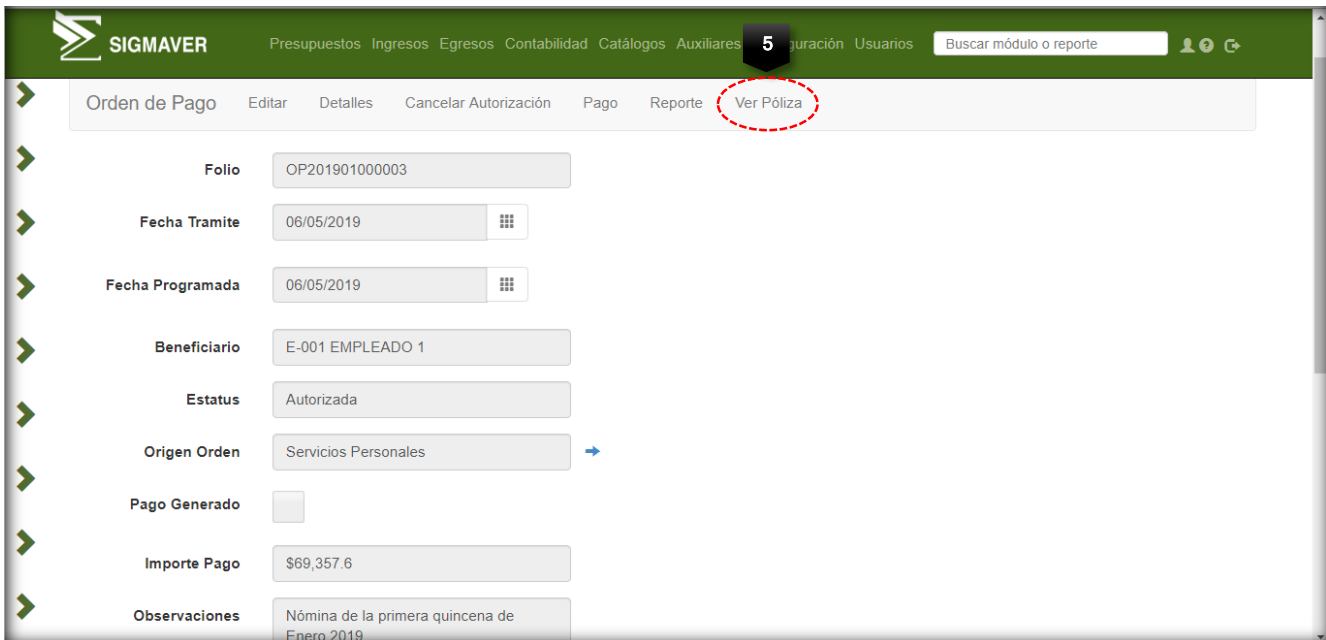 SIGMAVER
Presupuestos Ingresos Egresos Contabilidad Catálogos Auxiliares 5 guración Usuarios Buscar módulo o reporte
Orden de Pago Editar Detalles Cancelar Autorización Pago Reporte Ver Póliza
Folio OP201901000003
Fecha Tramite 06/05/2019
Fecha Programada 06/05/2019
Beneficiario E-001 EMPLEADO 1
Estatus Autorizada
Origen Orden Servicios Personales
Pago Generado
Importe Pago $69,357.6
Observaciones Nómina de la primera quincena de
Enero 2019